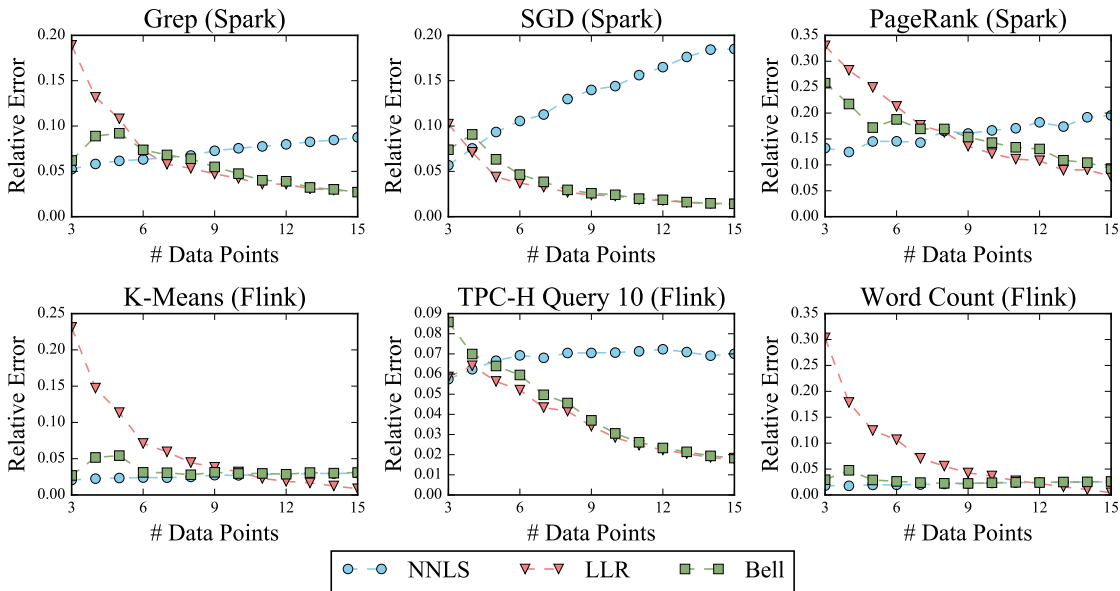 Grep (Spark)
Relative Error
0.20
0.15
0.10
0.05
0.00
3 6 9 12 15
# Data Points
SGD (Spark)
Relative Error
0.20
0.15
0.10
0.05
0.00
3 6 9 12 15
# Data Points
PageRank (Spark)
Relative Error
0.35
0.30
0.25
0.20
0.15
0.10
0.05
0.00
3 6 9 12 15
# Data Points
K-Means (Flink)
Relative Error
0.25
0.20
0.15
0.10
0.05
0.00
3 6 9 12 15
# Data Points
TPC-H Query 10 (Flink)
Relative Error
0.09
0.08
0.07
0.06
0.05
0.04
0.03
0.02
0.01
0.00
3 6 9 12 15
# Data Points
Word Count (Flink)
Relative Error
0.35
0.30
0.25
0.20
0.15
0.10
0.05
0.00
3 6 9 12 15
# Data Points
NNLS LLR Bell